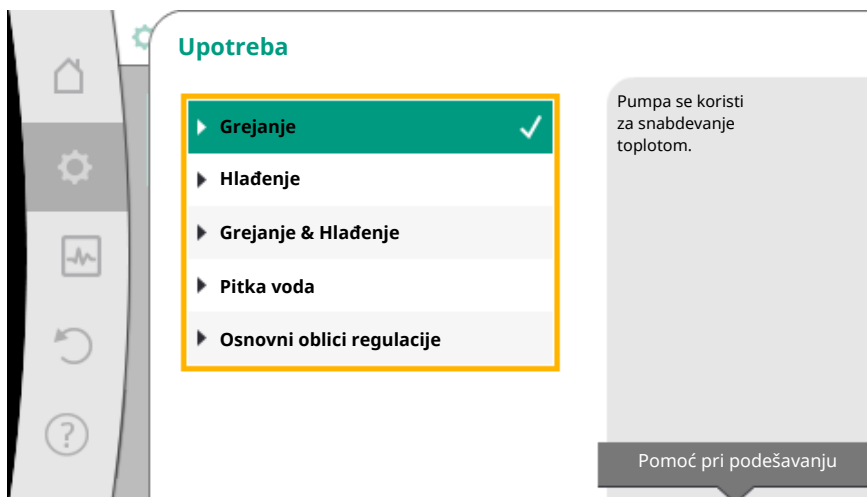 Upotreba
Grejanje
Hlađenje
Grejanje & Hlađenje
Pitka voda
Osnovni oblici regulacije
Pumpa se koristi
za snabdevanje
toplotom.
Pomoć pri podešavanju
?